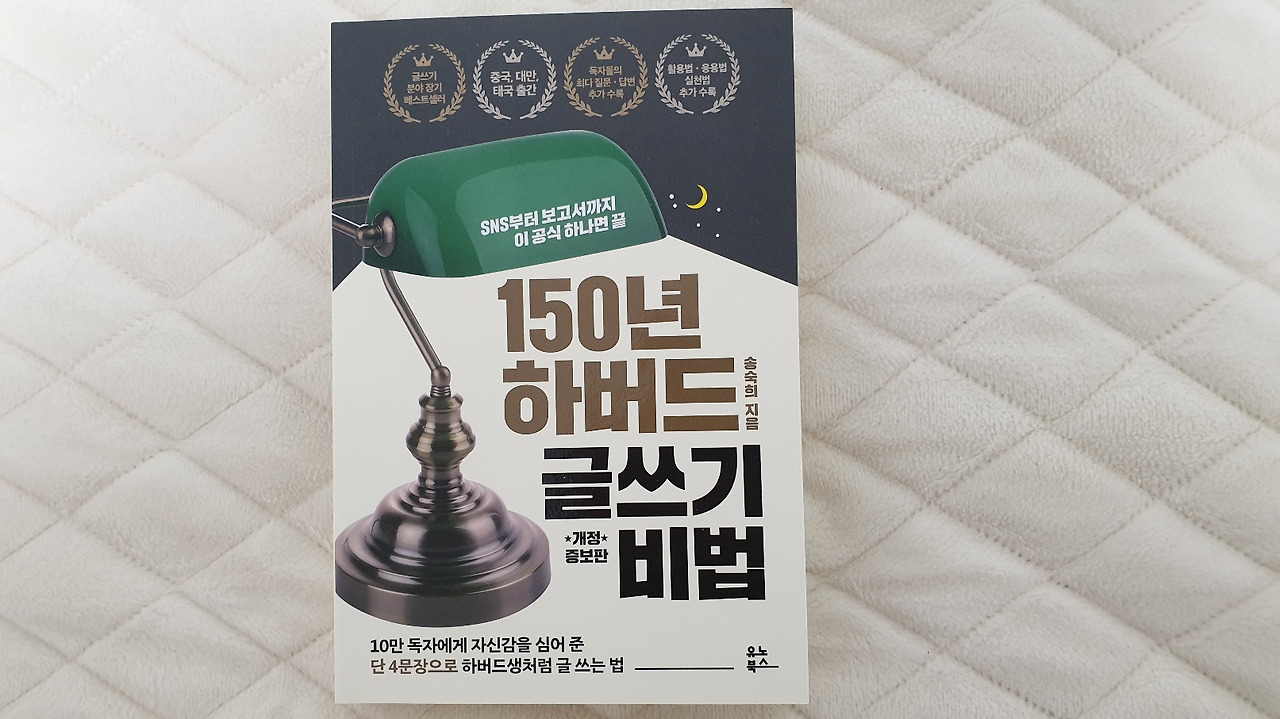 글쓰기
분야 장기
베스트셀러
중국, 대만,
태국 출간
독자들의
최다 질문·답변
추가 수록
활용법·응용법
실천법
추가 수록
SNS부터 보고서까지
이 공식 하나면 끝
150년
하버드
송숙희 지음
글쓰기
★개정★
증보판
비법
10만 독자에게 자신감을 심어 준
단 4문장으로 하버드생처럼 글 쓰는 법
유노
북스